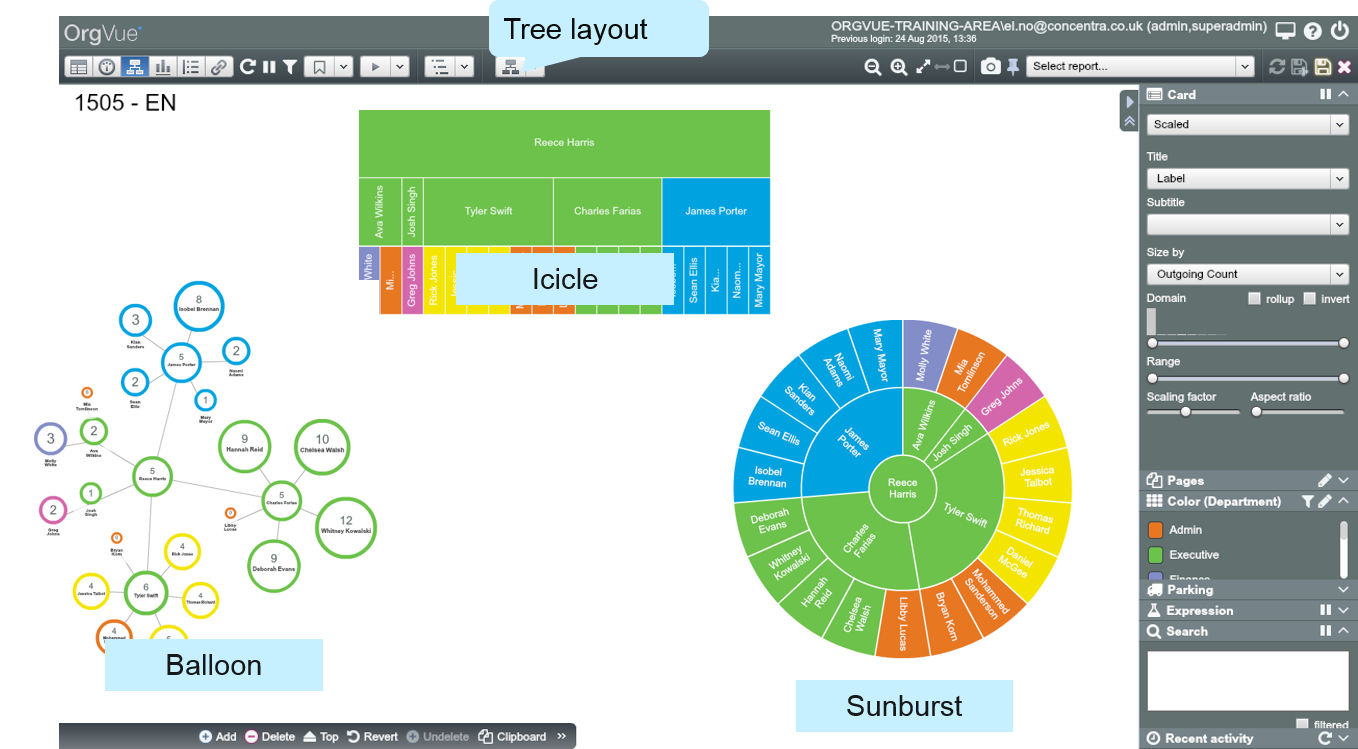 Tree layout
OrgVue
ORGVUE-TRAINING-AREA\el.no@concentra.co.uk (admin,superadmin)
Previous login: 24 Aug 2015, 13:36
Select report...
1505 - EN
Reece Harris
Ava Wilkins
Josh Singh
Tyler Swift
Charles Farias
James Porter
White
Mi...
Greg Johns
Rick Jones
Sean Ellis
Kia...
Naom...
Mary Mayor
Icicle
8
Isobel Brennan
3
Kian Sanders
5
James Porter
2
Naomi Adams
2
Sean Ellis
1
Mary Mayor
0
Mia Tomlinson
3
Molly White
2
Ava Wilkins
5
Reece Harris
2
Greg Johns
1
Josh Singh
9
Hannah Reid
10
Chelsea Walsh
5
Charles Farias
0
Libby Lucas
12
Whitney Kowalski
9
Deborah Evans
0
Bryan Korn
4
Rick Jones
6
Tyler Swift
4
Jessica Talbot
4
Thomas Richard
4
Mohammed
Balloon
Reece Harris
Ava Wilkins
Josh Singh
Tyler Swift
Charles Farias
James Porter
Molly White
Mia Tomlinson
Greg Johns
Rick Jones
Jessica Talbot
Thomas Richard
Daniel McGee
Mohammed Sanderson
Bryan Korn
Libby Lucas
Chelsea Walsh
Hannah Reid
Whitney Kowalski
Deborah Evans
Isobel Brennan
Sean Ellis
Kian Sanders
Naomi Adams
Mary Mayor
Sunburst
Card
Scaled
Title
Label
Subtitle
Size by
Outgoing Count
Domain
rollup
invert
Range
Scaling factor
Aspect ratio
Pages
Color (Department)
Admin
Executive
Finance
Parking
Expression
Search
filtered
Recent activity
Add
Delete
Top
Revert
Undelete
Clipboard
»